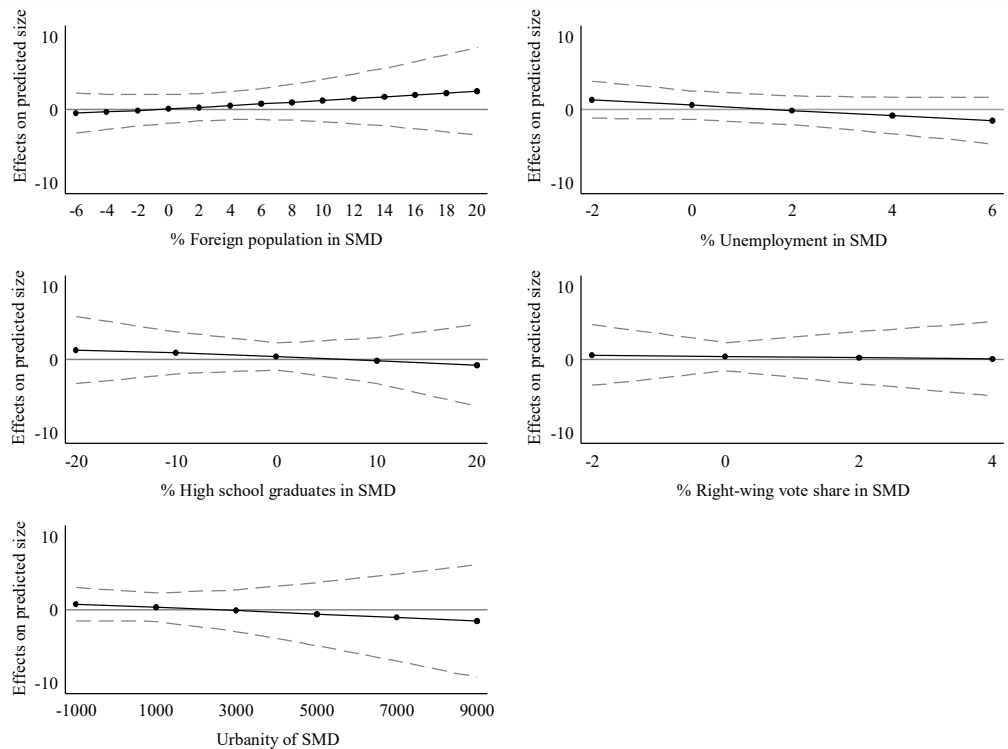 Effects on predicted size
10
0
-10
-6 -4 -2 0 2 4 6 8 10 12 14 16 18 20
% Foreign population in SMD
Effects on predicted size
10
0
-10
-2 0 2 4 6
% Unemployment in SMD
Effects on predicted size
10
0
-10
-20 -10 0 10 20
% High school graduates in SMD
Effects on predicted size
10
0
-10
-2 0 2 4
% Right-wing vote share in SMD
Effects on predicted size
10
0
-10
-1000 1000 3000 5000 7000 9000
Urbanity of SMD